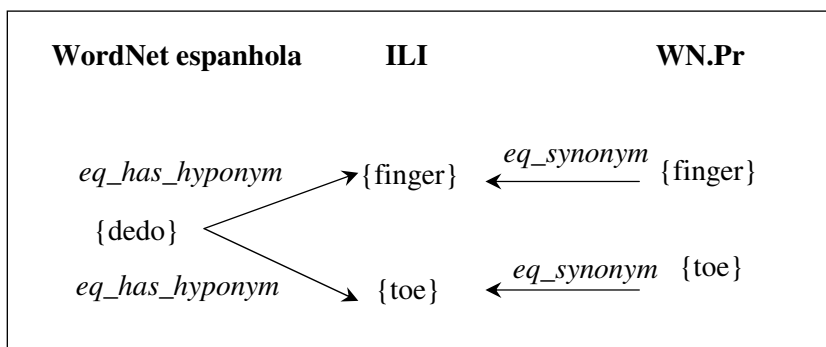 WordNet espanhola ILI WN.Pr
eq_has_hyponym {finger} eq_synonym {finger}
{dedo}
eq_has_hyponym {toe} eq_synonym {toe}